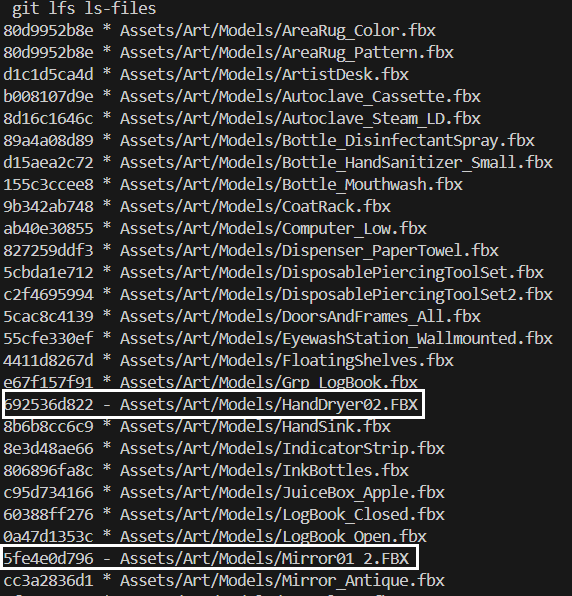 git lfs ls-files
80d9952b8e * Assets/Art/Models/AreaRug_Color.fbx
80d9952b8e * Assets/Art/Models/AreaRug_Pattern.fbx
d1c1d5ca4d * Assets/Art/Models/ArtistDesk.fbx
b008107d9e * Assets/Art/Models/Autoclave_Cassette.fbx
8d16c1646c * Assets/Art/Models/Autoclave_Steam_LD.fbx
89a4a08d89 * Assets/Art/Models/Bottle_DisinfectantSpray.fbx
d15aea2c72 * Assets/Art/Models/Bottle_HandSanitizer_Small.fbx
155c3ccee8 * Assets/Art/Models/Bottle_Mouthwash.fbx
9b342ab748 * Assets/Art/Models/CoatRack.fbx
ab40e30855 * Assets/Art/Models/Computer_Low.fbx
827259ddf3 * Assets/Art/Models/Dispenser_PaperTowel.fbx
5cbda1e712 * Assets/Art/Models/DisposablePiercingToolSet.fbx
c2f4695994 * Assets/Art/Models/DisposablePiercingToolSet2.fbx
5cac8c4139 * Assets/Art/Models/DoorsAndFrames_All.fbx
55cfe330ef * Assets/Art/Models/EyewashStation_Wallmounted.fbx
4411d8267d * Assets/Art/Models/FloatingShelves.fbx
e67f157f91 * Assets/Art/Models/Grp_LogBook.fbx
692536d822 - Assets/Art/Models/HandDryer02.FBX
8b6b8cc6c9 * Assets/Art/Models/HandSink.fbx
8e3d48ae66 * Assets/Art/Models/IndicatorStrip.fbx
806896fa8c * Assets/Art/Models/InkBottles.fbx
c95d734166 * Assets/Art/Models/JuiceBox_Apple.fbx
60388ff276 * Assets/Art/Models/LogBook_Closed.fbx
0a47d1353c * Assets/Art/Models/LogBook_Open.fbx
5fe4e0d796 - Assets/Art/Models/Mirror01_2.FBX
cc3a2836d1 * Assets/Art/Models/Mirror_Antique.fbx